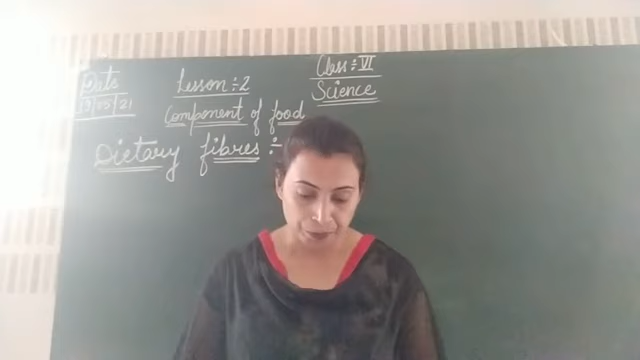 Date
19/05/21
Lesson ÷ 2
Class ÷ VI
Science
Component of food
Dietary fibres ÷